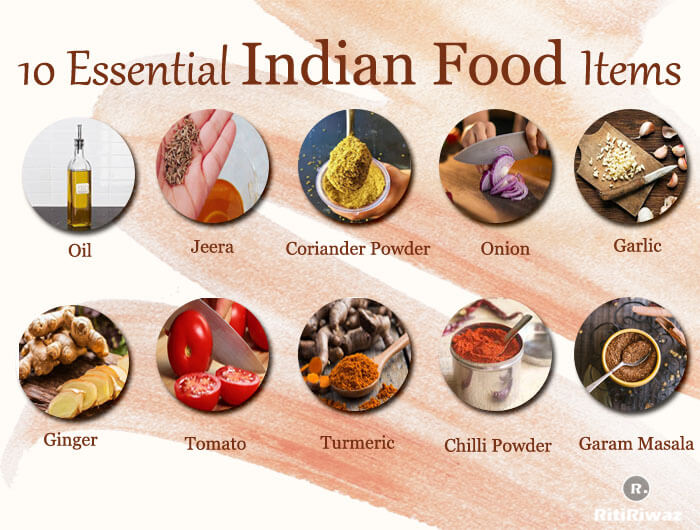 10 Essential Indian Food Items
Oil
Jeera
Coriander Powder
Onion
Garlic
Ginger
Tomato
Turmeric
Chilli Powder
Garam Masala
R.
RitiRiwaz